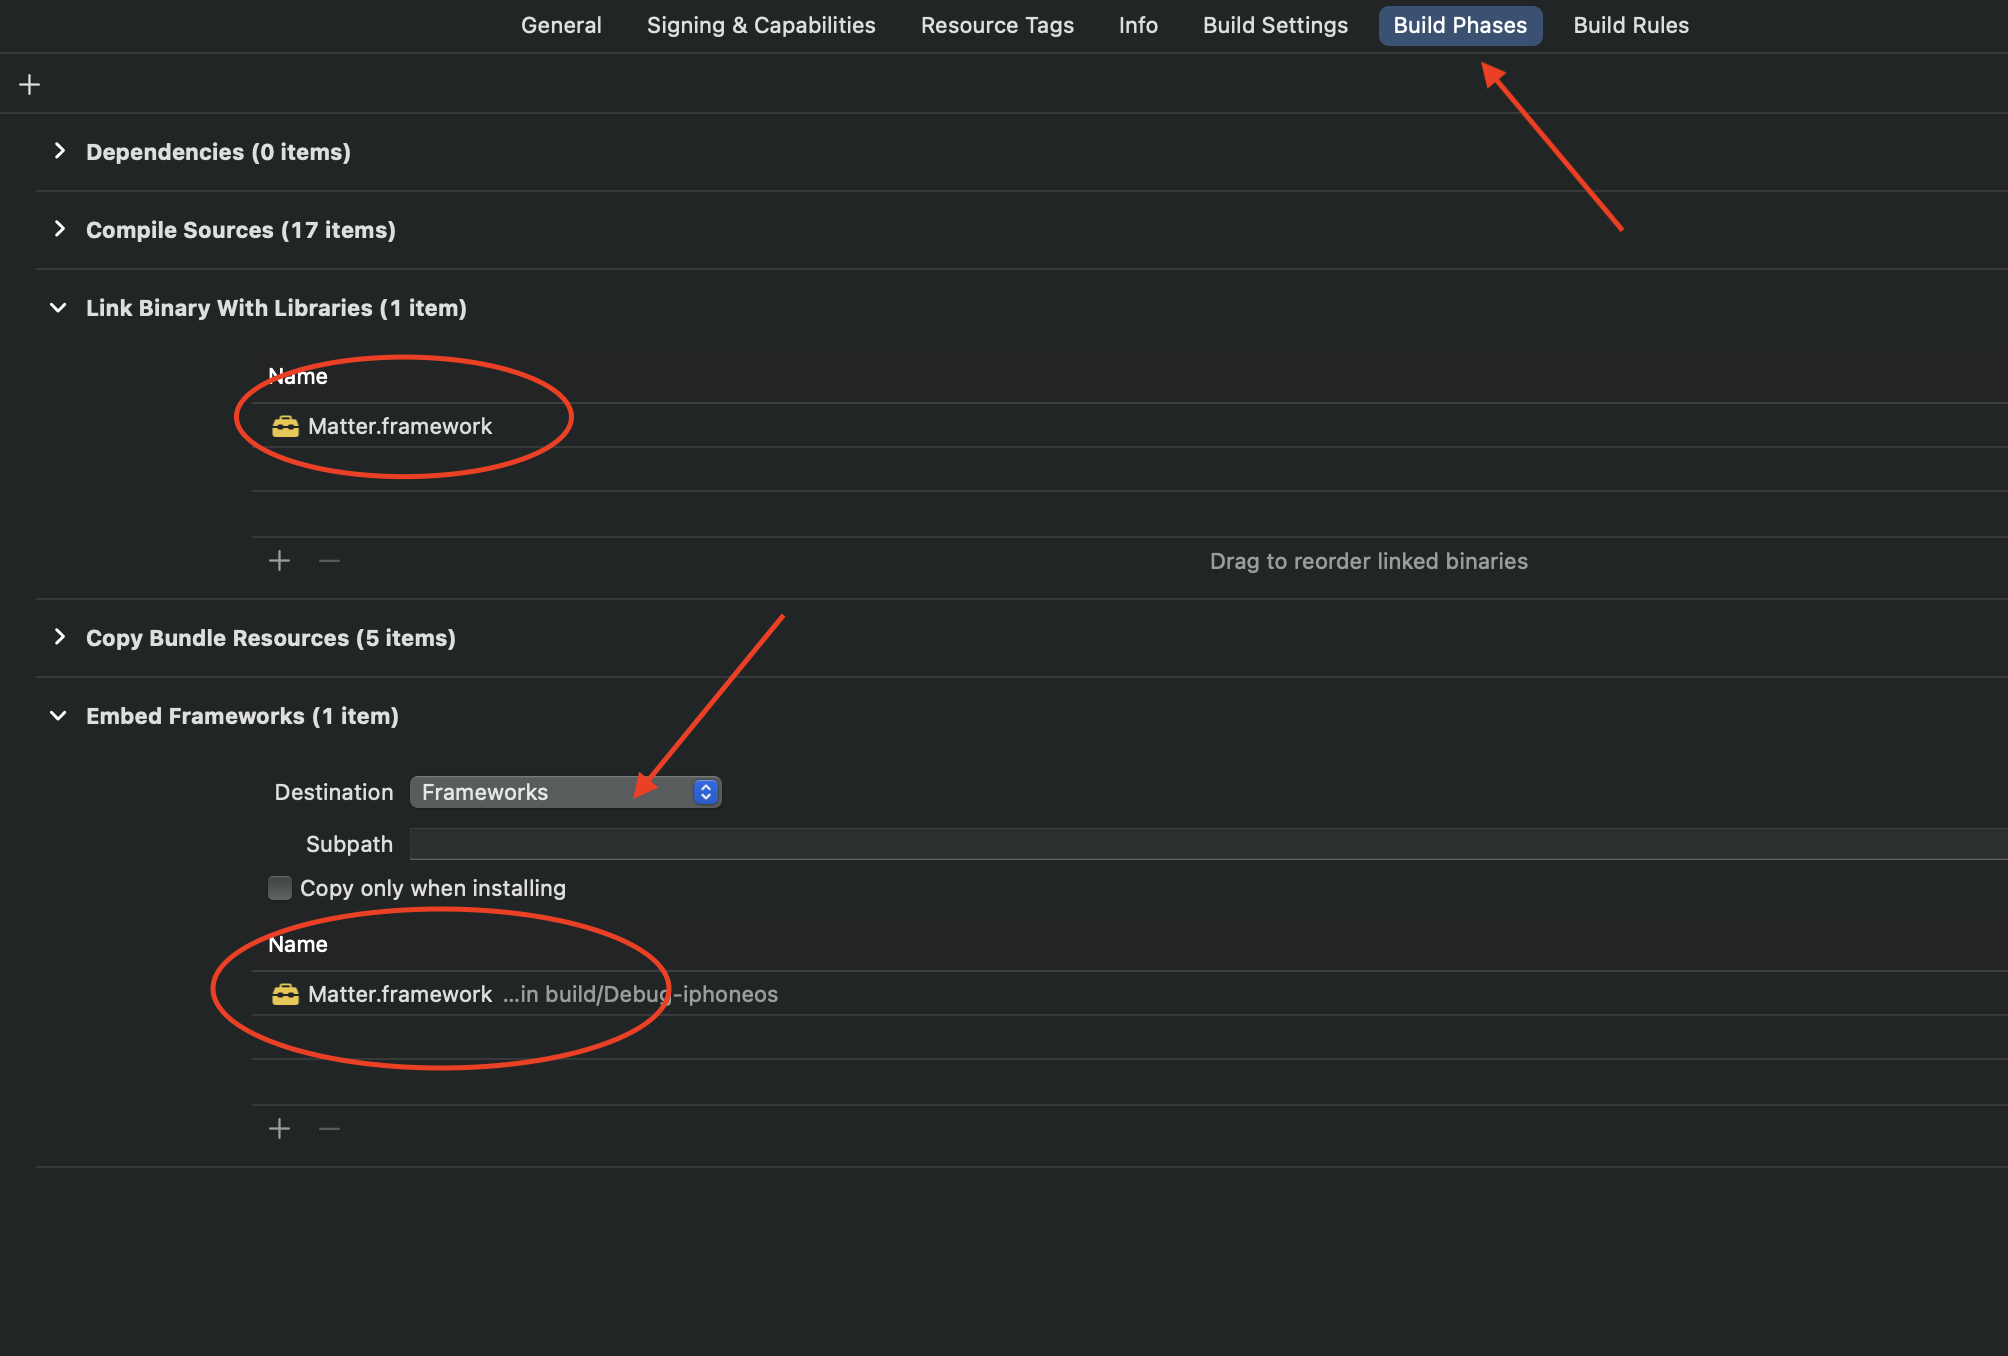 General Signing & Capabilities Resource Tags Info Build Settings Build Phases Build Rules
Dependencies (0 items)
Compile Sources (17 items)
Link Binary With Libraries (1 item)
Name
Matter.framework
Drag to reorder linked binaries
Copy Bundle Resources (5 items)
Embed Frameworks (1 item)
Destination Frameworks
Subpath
Copy only when installing
Name
Matter.framework ...in build/Debug-iphoneos